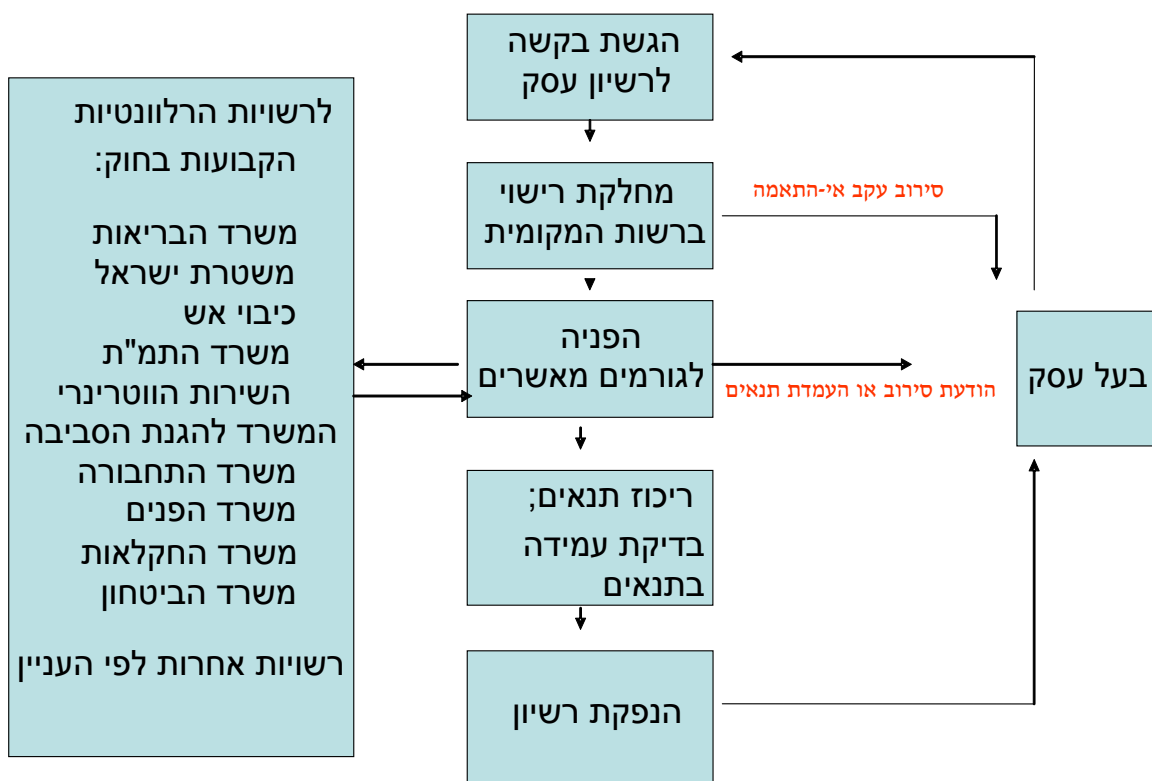 הגשת בקשה
לרשיון עסק
מחלקת רישוי
ברשות המקומית
סירוב עקב אי-התאמה
הפניה
לגורמים מאשרים
הודעת סירוב או העמדת תנאים
בעל עסק
ריכוז תנאים;
בדיקת עמידה
בתנאים
הנפקת רשיון
לרשויות הרלוונטיות
הקבועות בחוק:
משרד הבריאות
משטרת ישראל
כיבוי אש
משרד התמ"ת
השירות הווטרינרי
המשרד להגנת הסביבה
משרד התחבורה
משרד הפנים
משרד החקלאות
משרד הביטחון
רשויות אחרות לפי העניין